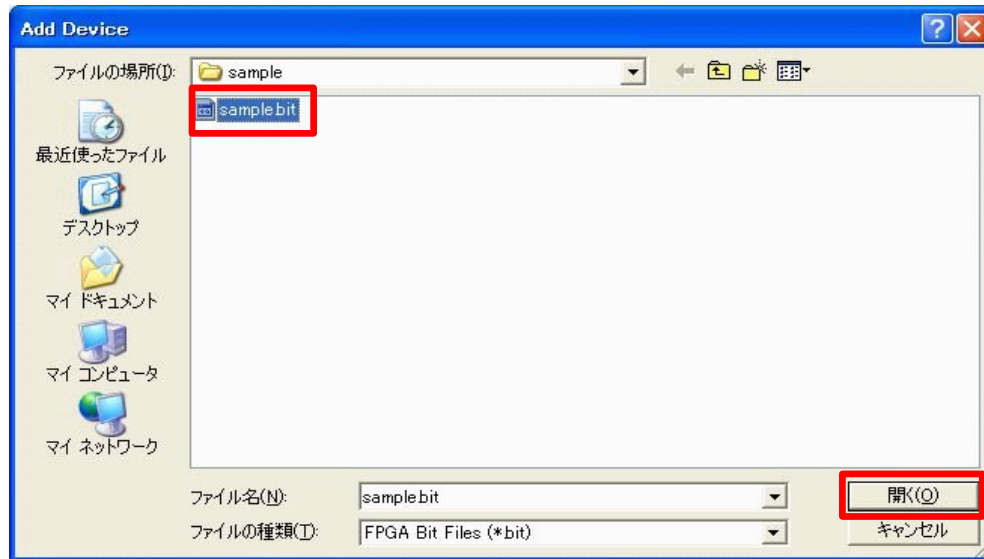 Add Device
ファイルの場所(I):
sample
sample.bit
最近使ったファイル
デスクトップ
マイ ドキュメント
マイ コンピュータ
マイ ネットワーク
ファイル名(N):
sample.bit
開く(O)
ファイルの種類(T):
FPGA Bit Files (*.bit)
キャンセル